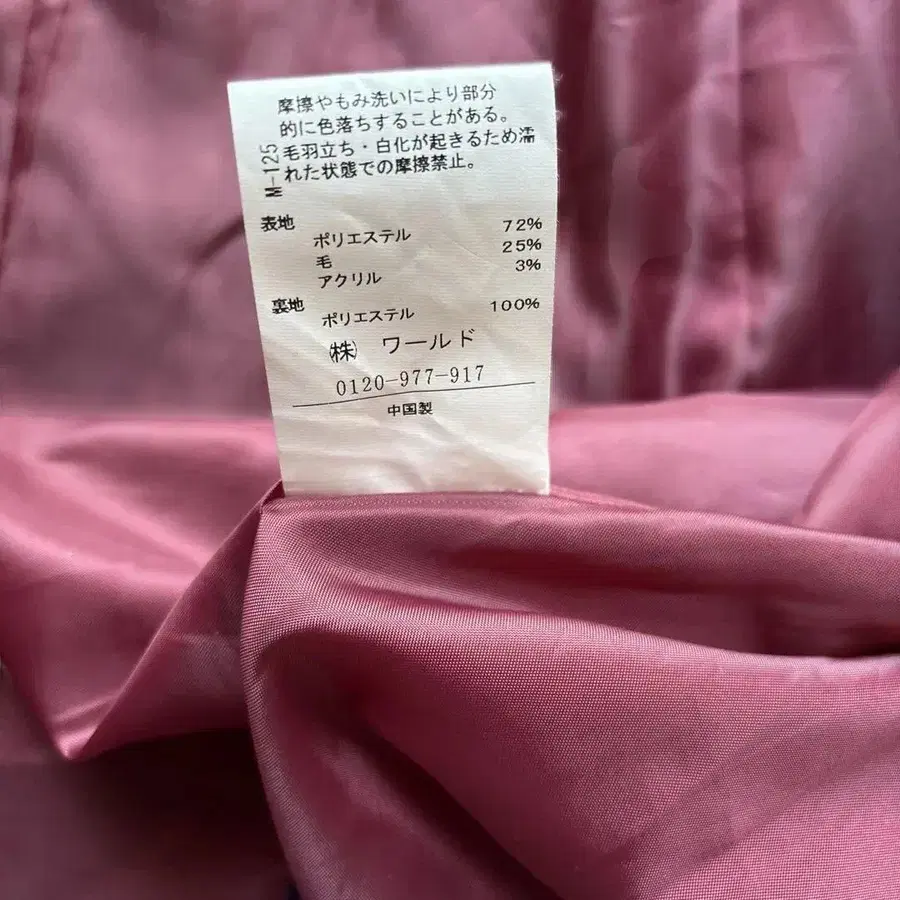 摩擦やもみ洗いにより部分
的に色落ちすることがある。
毛羽立ち・白化が起きるため濡
れた状態での摩擦禁止。
M-125
表地
ポリエステル 72%
毛 25%
アクリル 3%
裏地
ポリエステル 100%
㈱ ワールド
0120-977-917
中国製